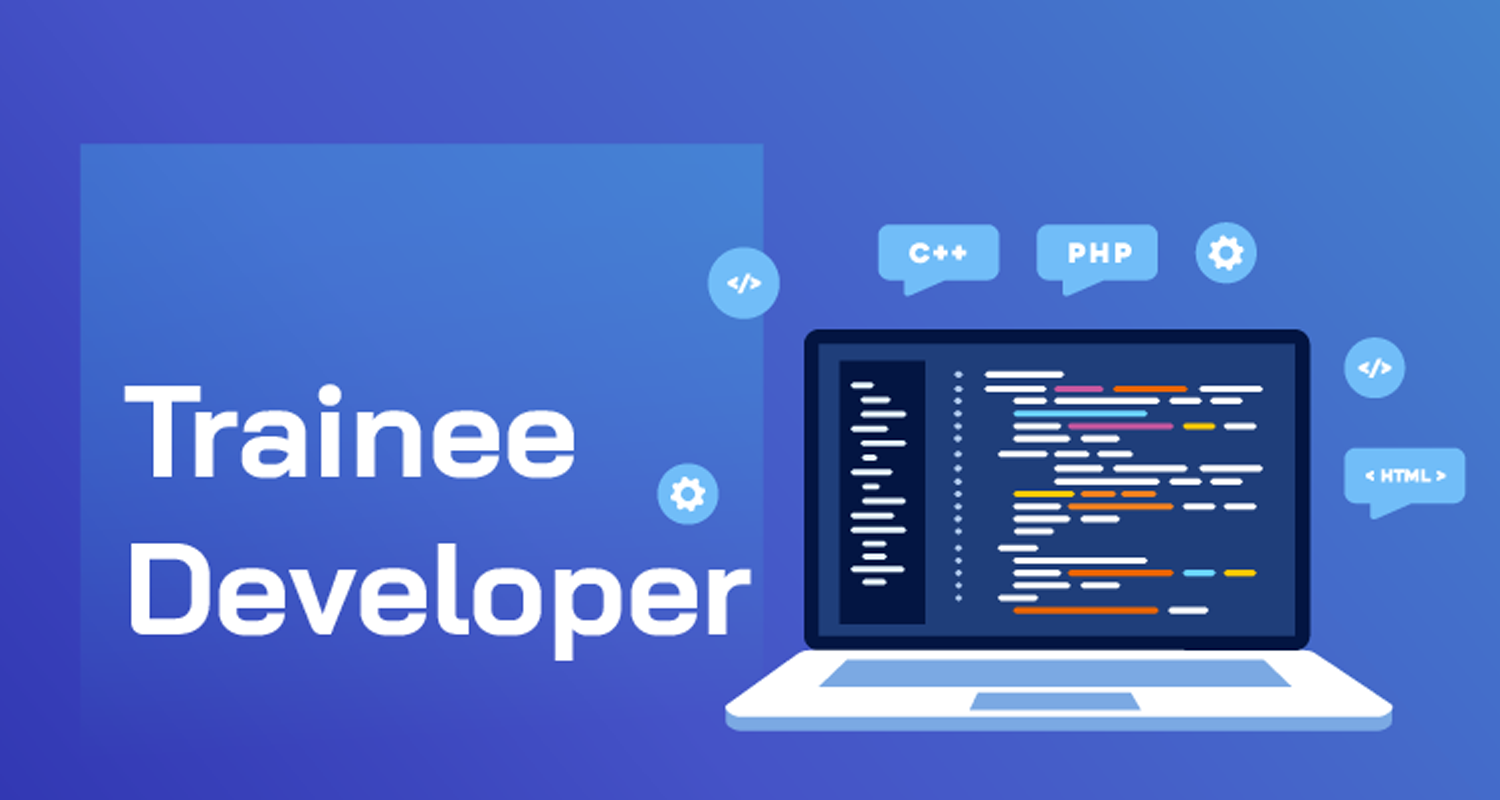 C++
PHP
</>
</>
Trainee
< HTML >
Developer